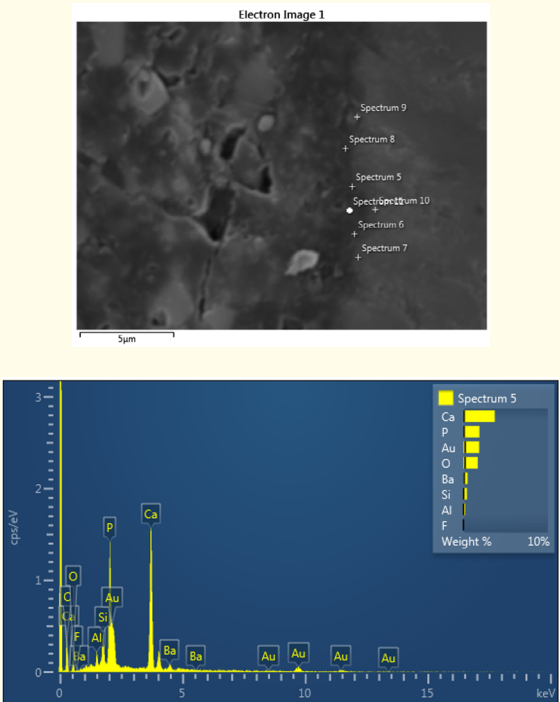 Electron Image 1
Spectrum 9
Spectrum 8
Spectrum 5
Spectrum 10
Spectrum 6
Spectrum 7
5µm
Spectrum 5
Ca
P
Au
O
Ba
Si
Al
F
Weight % 10%
cps/eV
3
2
1
0
Ca
P
O
C
Ca
Au
Si
F
Al
Ba
Ba
Ba
Au
Au
Au
Au
0 5 10 15 keV